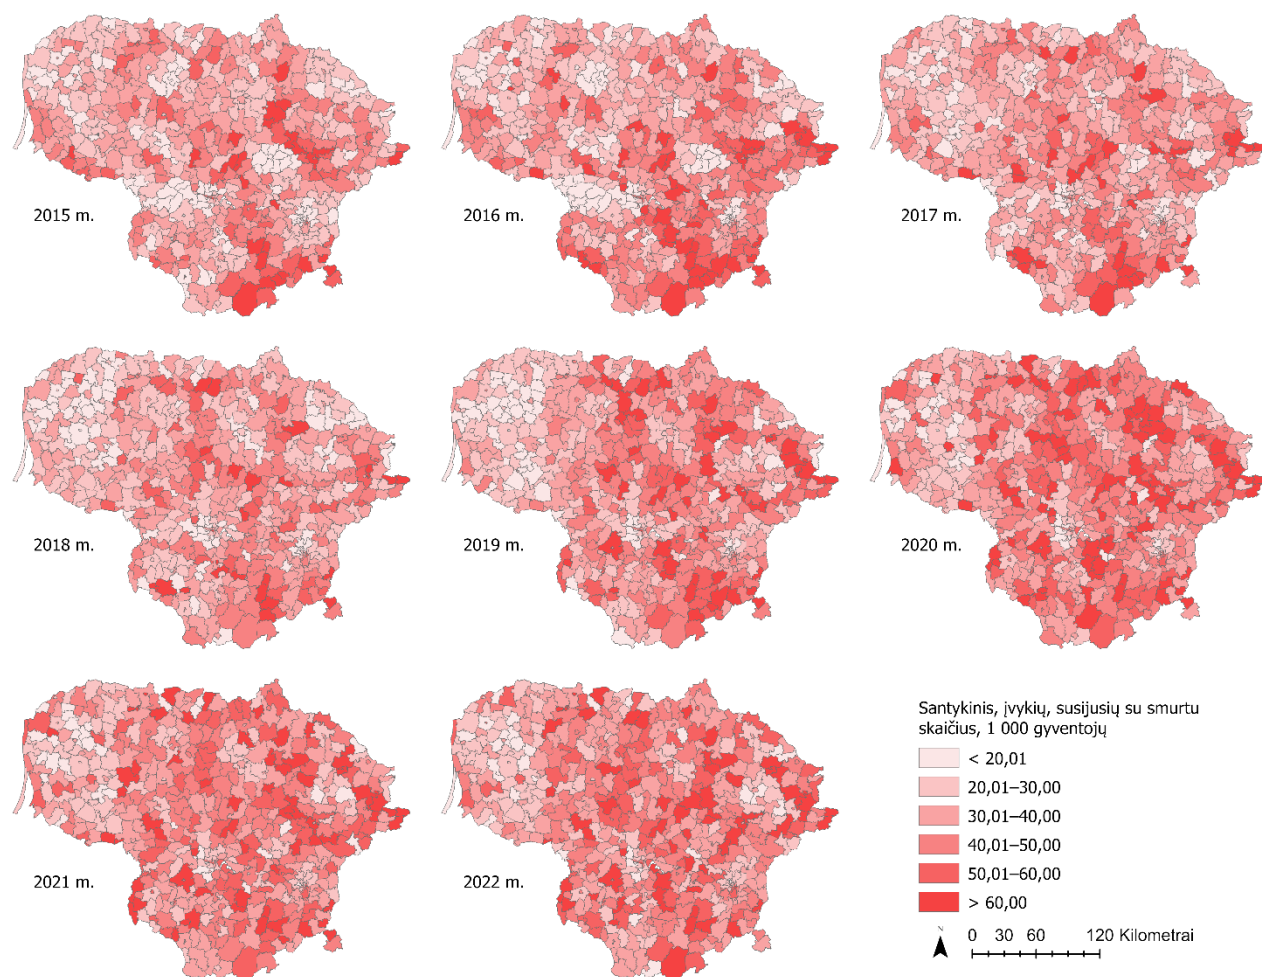 2015 m.
2016 m.
2017 m.
2018 m.
2019 m.
2020 m.
2021 m.
2022 m.
Santykinis, įvykių, susijusių su smurtu
skaičius, 1 000 gyventojų
< 20,01
20,01–30,00
30,01–40,00
40,01–50,00
50,01–60,00
> 60,00
N
0 30 60 120 Kilometrai